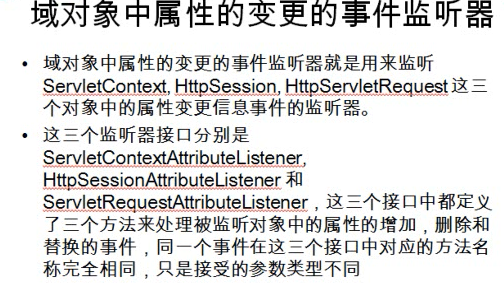 域对象中属性的变更的事件监听器
• 域对象中属性的变更的事件监听器就是用来监听
ServletContext, HttpSession, HttpServletRequest 这三
个对象中的属性变更信息事件的监听器。
• 这三个监听器接口分别是
ServletContextAttributeListener,
HttpSessionAttributeListener 和
ServletRequestAttributeListener，这三个接口中都定义
了三个方法来处理被监听对象中的属性的增加，删除和
替换的事件，同一个事件在这三个接口中对应的方法名
称完全相同，只是接受的参数类型不同